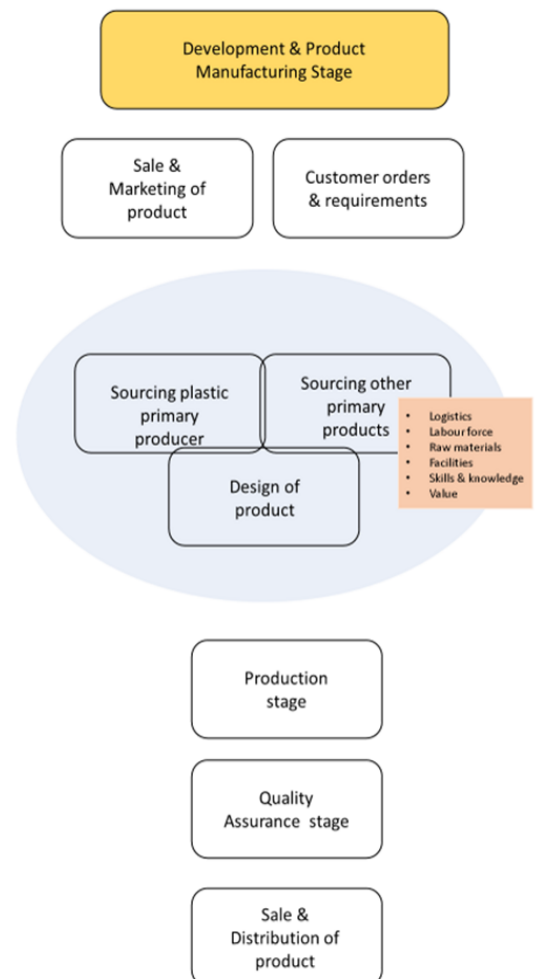 Development & Product
Manufacturing Stage
Sale &
Marketing of
product
Customer orders
& requirements
Sourcing plastic
primary
producer
Sourcing other
primary
products
• Logistics
• Labour force
• Raw materials
• Facilities
• Skills & knowledge
• Value
Design of
product
Production
stage
Quality
Assurance stage
Sale &
Distribution of
product